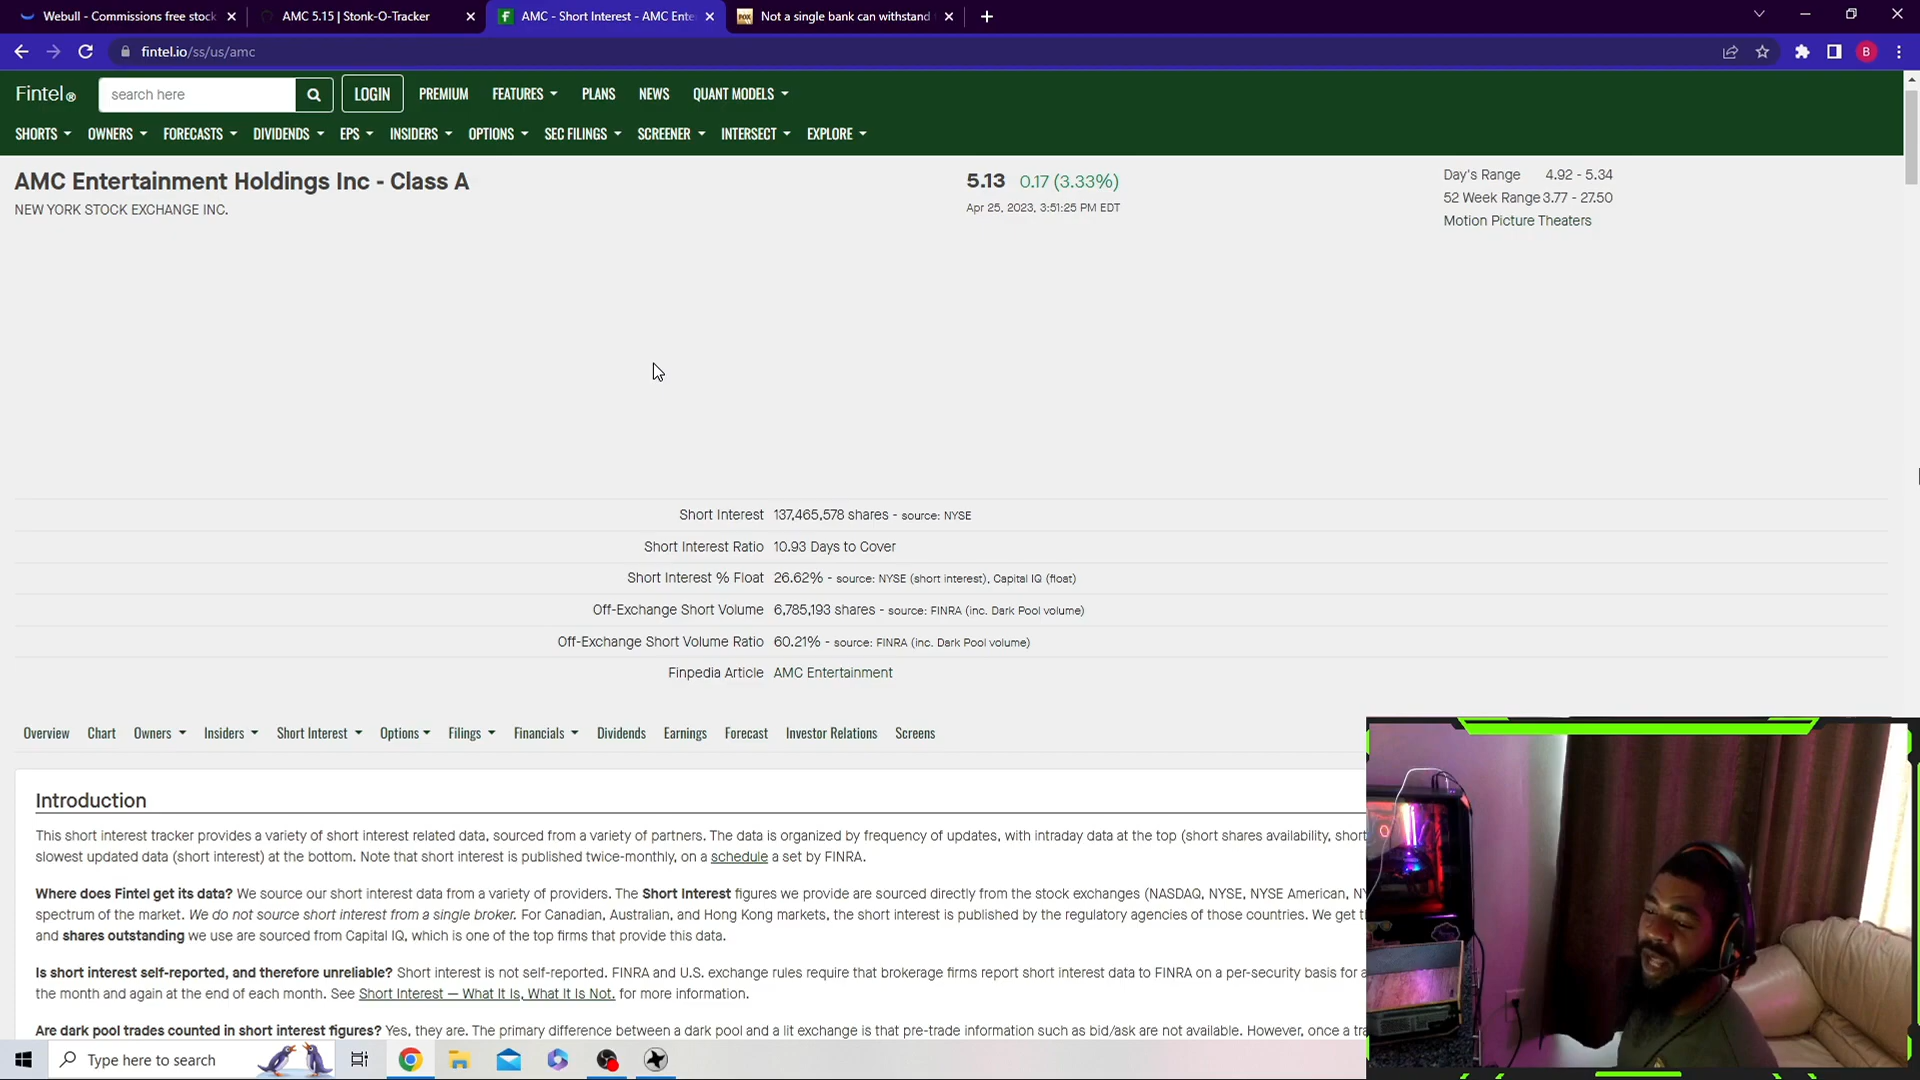 Webull - Commissions free stock
AMC 5.15 | Stonk-O-Tracker
AMC - Short Interest - AMC Ente
Not a single bank can withstand
fintel.io/ss/us/amc
B
Fintel®
search here
LOGIN
PREMIUM
FEATURES
PLANS
NEWS
QUANT MODELS
SHORTS
OWNERS
FORECASTS
DIVIDENDS
EPS
INSIDERS
OPTIONS
SEC FILINGS
SCREENER
INTERSECT
EXPLORE
AMC Entertainment Holdings Inc - Class A
NEW YORK STOCK EXCHANGE INC.
5.13 0.17 (3.33%)
Apr 25, 2023, 3:51:25 PM EDT
Day's Range 4.92 - 5.34
52 Week Range 3.77 - 27.50
Motion Picture Theaters
Short Interest 137,465,578 shares - source: NYSE
Short Interest Ratio 10.93 Days to Cover
Short Interest % Float 26.62% - source: NYSE (short interest), Capital IQ (float)
Off-Exchange Short Volume 6,785,193 shares - source: FINRA (inc. Dark Pool volume)
Off-Exchange Short Volume Ratio 60.21% - source: FINRA (inc. Dark Pool volume)
Finpedia Article AMC Entertainment
Overview
Chart
Owners
Insiders
Short Interest
Options
Filings
Financials
Dividends
Earnings
Forecast
Investor Relations
Screens
Introduction
This short interest tracker provides a variety of short interest related data, sourced from a variety of partners. The data is organized by frequency of updates, with intraday data at the top (short shares availability, short
slowest updated data (short interest) at the bottom. Note that short interest is published twice-monthly, on a schedule a set by FINRA.
Where does Fintel get its data? We source our short interest data from a variety of providers. The Short Interest figures we provide are sourced directly from the stock exchanges (NASDAQ, NYSE, NYSE American, NY
spectrum of the market. We do not source short interest from a single broker. For Canadian, Australian, and Hong Kong markets, the short interest is published by the regulatory agencies of those countries. We get t
and shares outstanding we use are sourced from Capital IQ, which is one of the top firms that provide this data.
Is short interest self-reported, and therefore unreliable? Short interest is not self-reported. FINRA and U.S. exchange rules require that brokerage firms report short interest data to FINRA on a per-security basis for a
the month and again at the end of each month. See Short Interest — What It Is, What It Is Not. for more information.
Are dark pool trades counted in short interest figures? Yes, they are. The primary difference between a dark pool and a lit exchange is that pre-trade information such as bid/ask are not available. However, once a tra
Type here to search